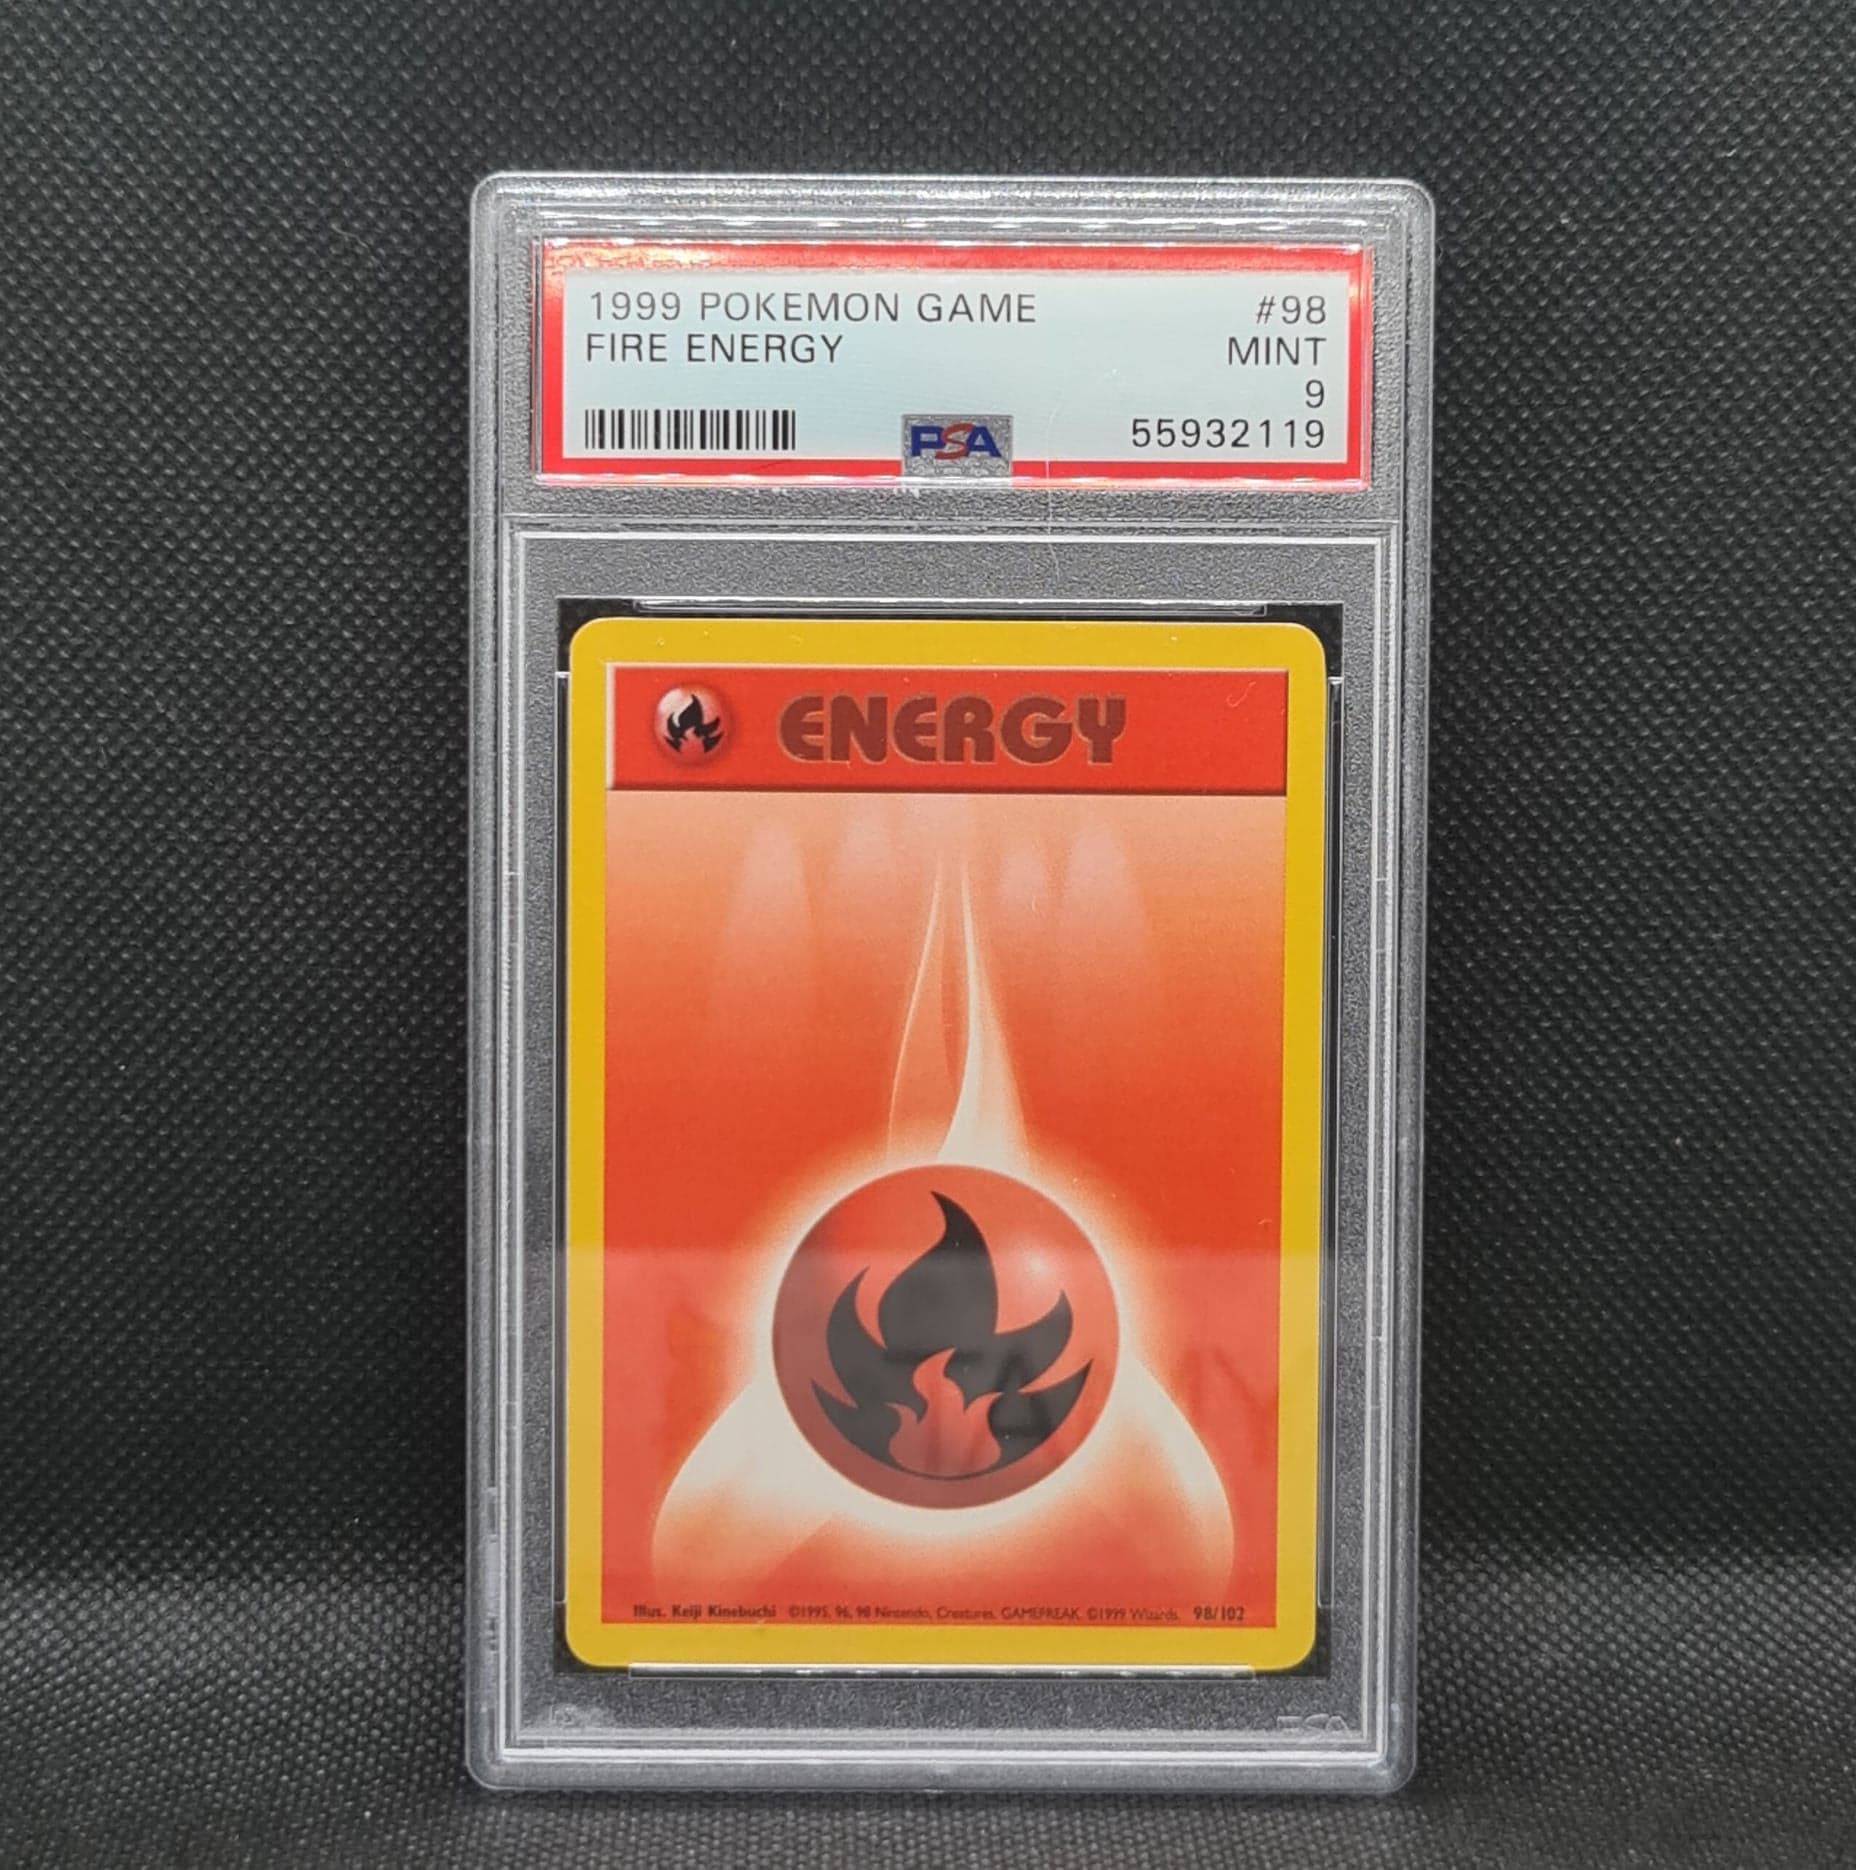 1999 POKEMON GAME #98
FIRE ENERGY MINT
9
PSA 55932119
ENERGY
Illus. Keiji Kinebuchi ©1995, 96, 98 Nintendo, Creatures, GAMEFREAK. ©1999 Wizards. 98/102
PSA